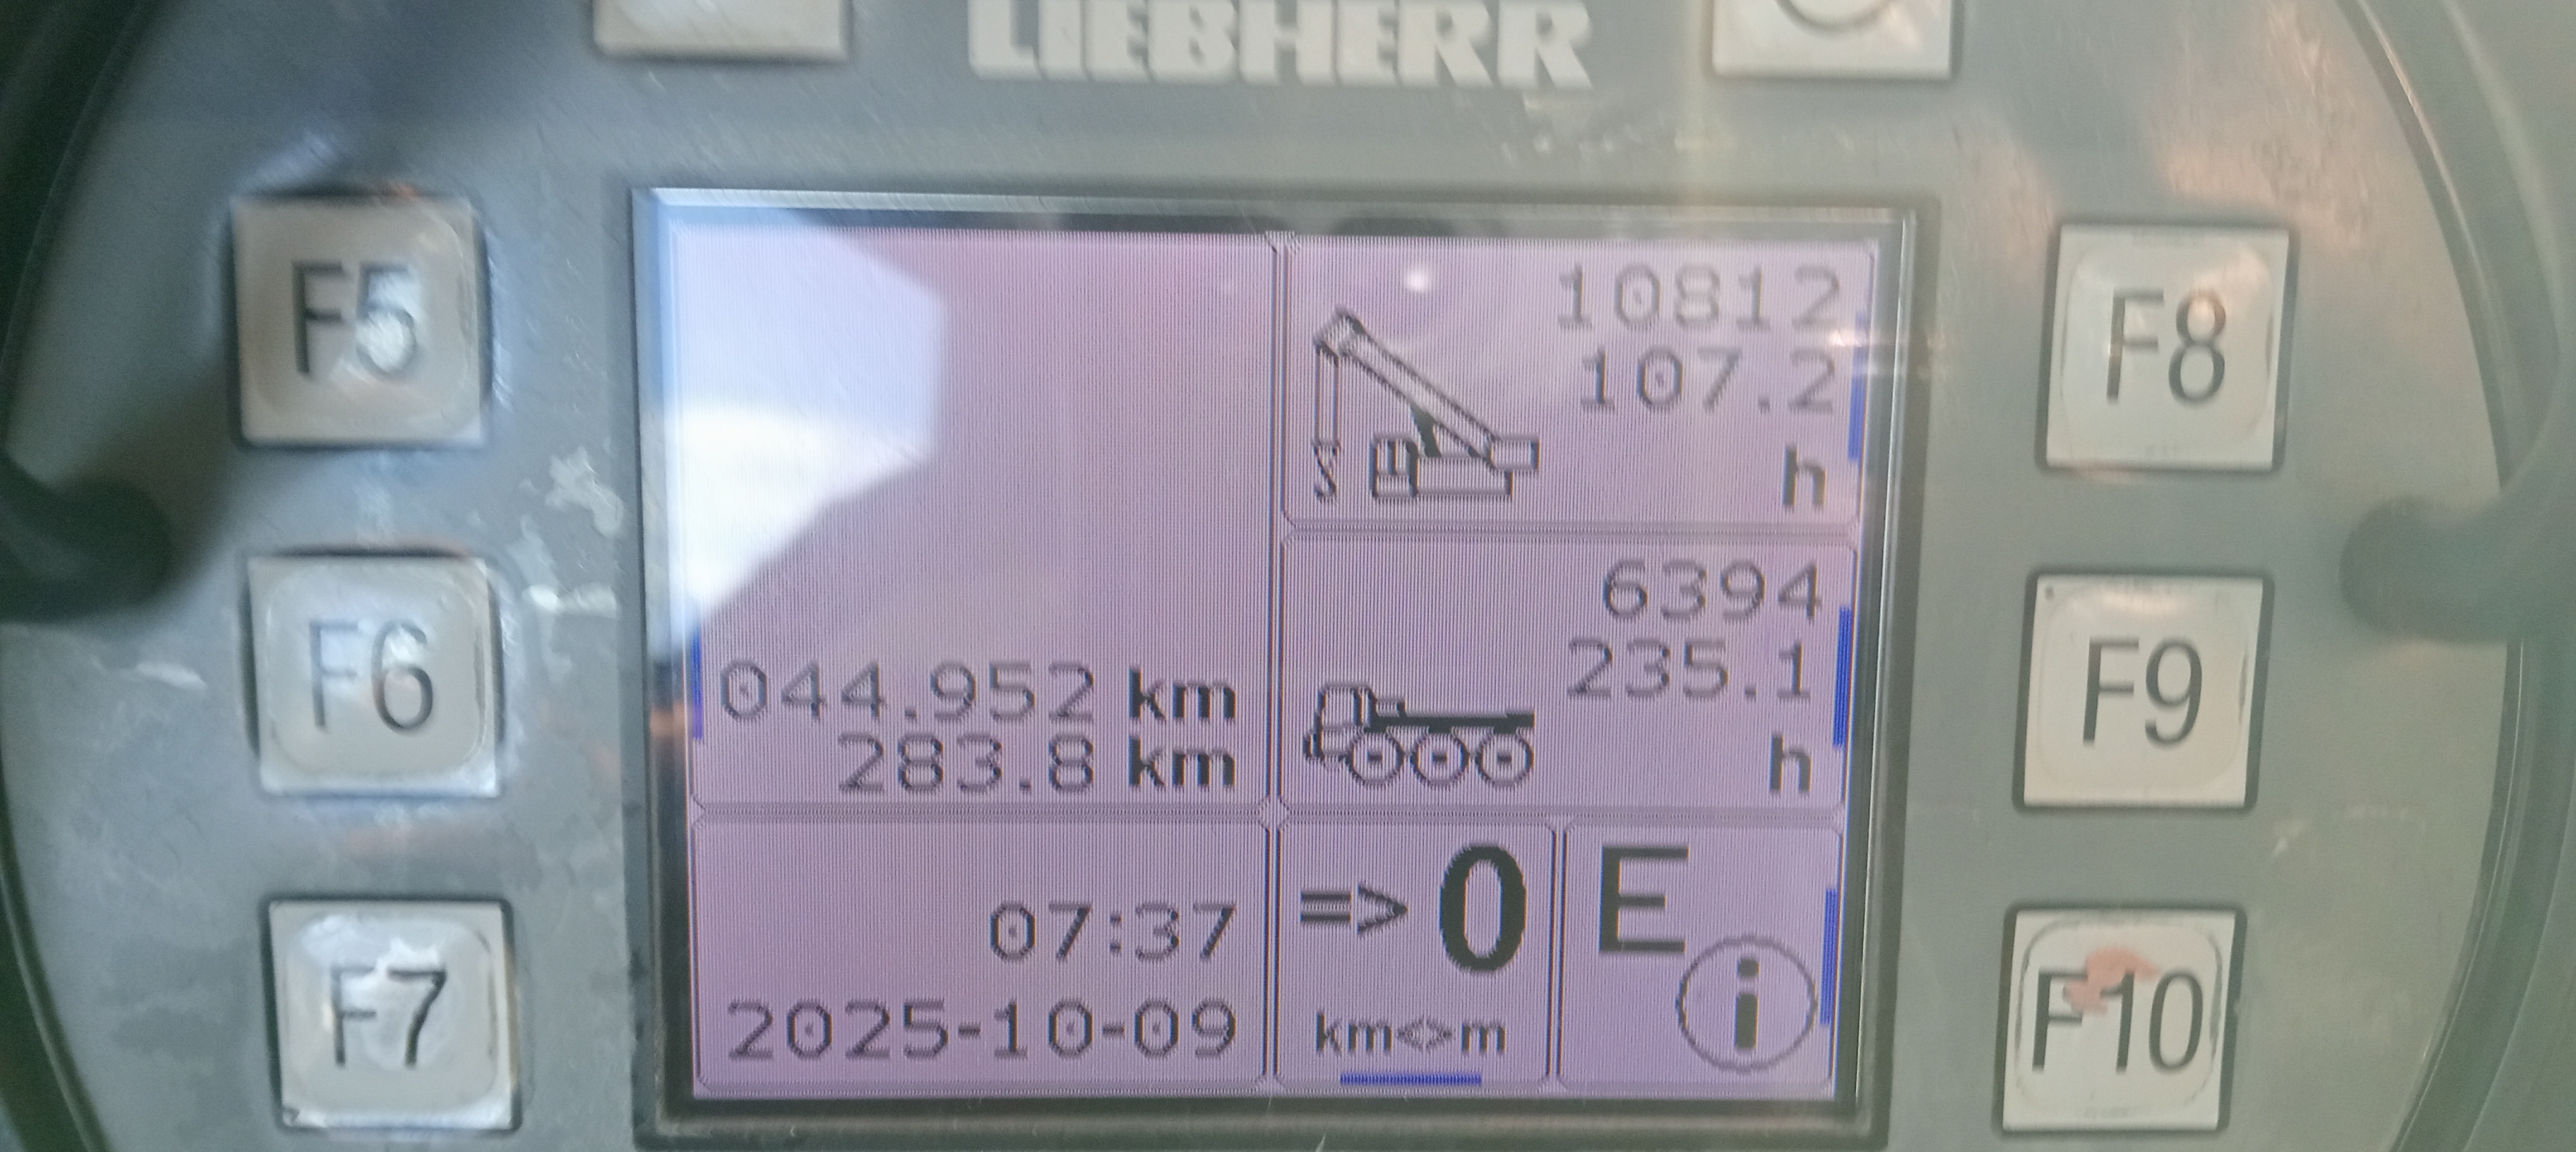 LIEBHERR
F5
F6
F7
10812
107.2
h
6394
235.1
h
044.952 km
283.8 km
07:37
2025-10-09
=> 0
km<>m
E
i
F8
F9
F10